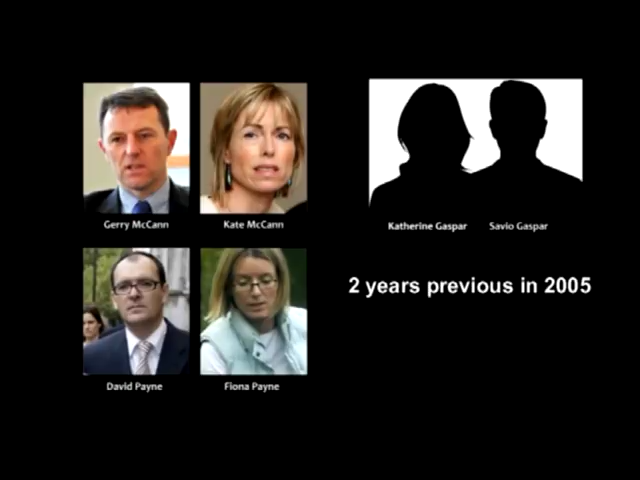 Gerry McCann
Kate McCann
Katherine Gaspar
Savio Gaspar
2 years previous in 2005
David Payne
Fiona Payne